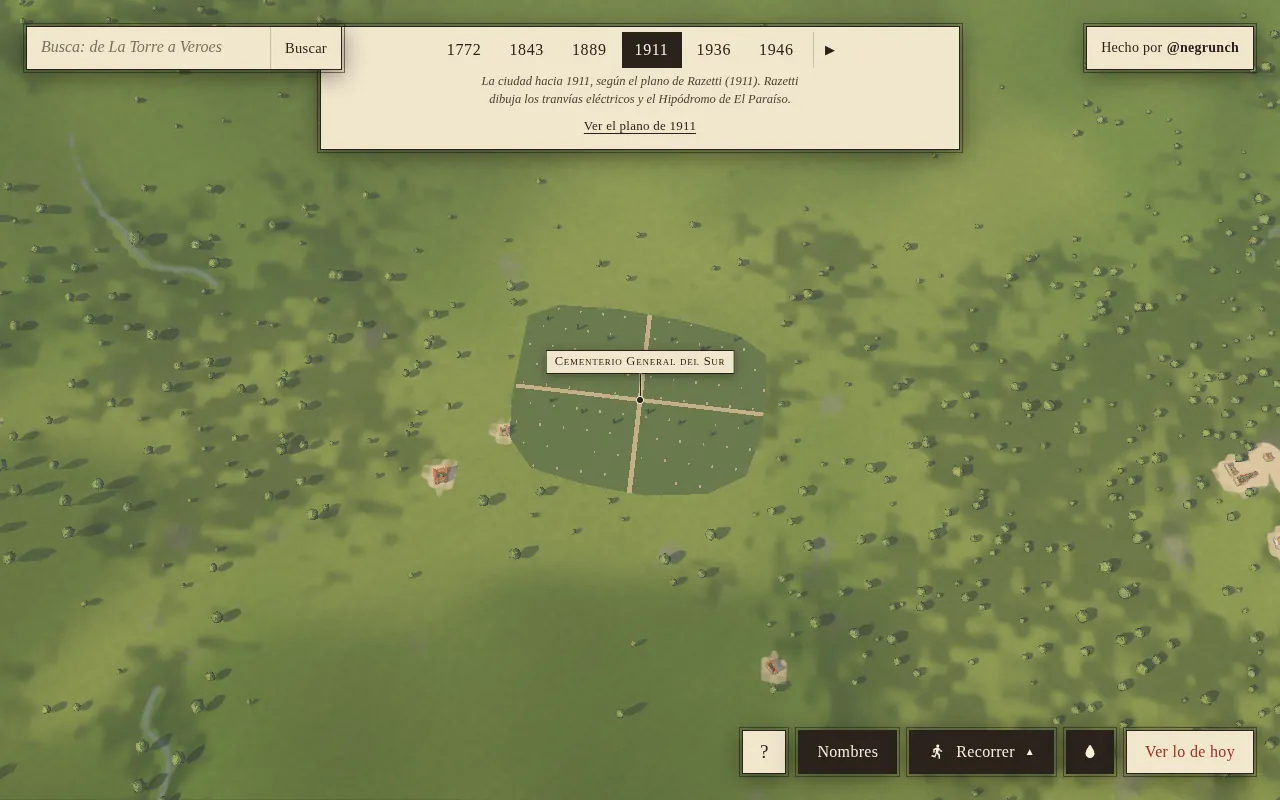 Busca: de La Torre a Veroes
Buscar
1772 1843 1889 1911 1936 1946
La ciudad hacia 1911, según el plano de Razetti (1911). Razetti
dibuja los tranvías eléctricos y el Hipódromo de El Paraíso.
Ver el plano de 1911
Hecho por @negrunch
Cementerio General del Sur
?
Nombres
Recorrer
Ver lo de hoy